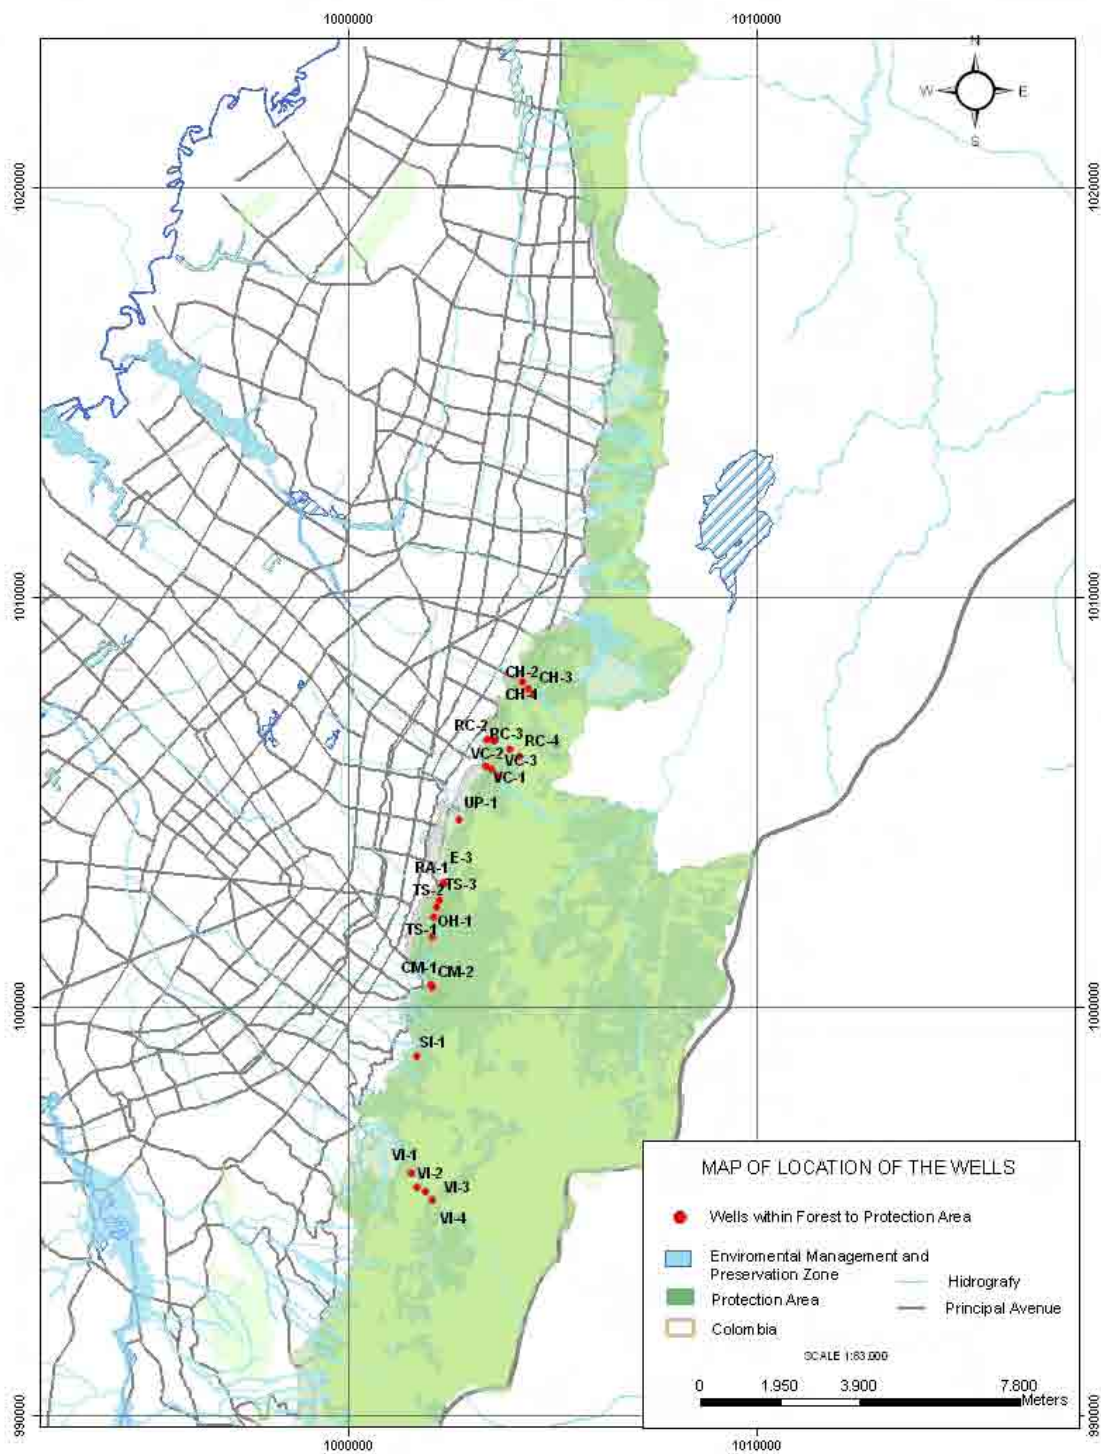 1000000 1010000
N
W E
S
1020000 1020000
1010000 1010000
CH-2 CH-3
CH-1
RC-2 RC-3
RC-4
VC-2 VC-3
VC-1
UP-1
E-3
RA-1
TS-3
TS-2
OH-1
TS-1
CM-1 CM-2
1000000 1000000
SI-1
VI-1
VI-2
VI-3
VI-4
MAP OF LOCATION OF THE WELLS
Wells within Forest to Protection Area
Enviromental Management and
Preservation Zone
Hidrografy
Protection Area
Principal Avenue
Colombia
SCALE 1:63.000
0 1.950 3.900 7.800
Meters
990000 990000
1000000 1010000